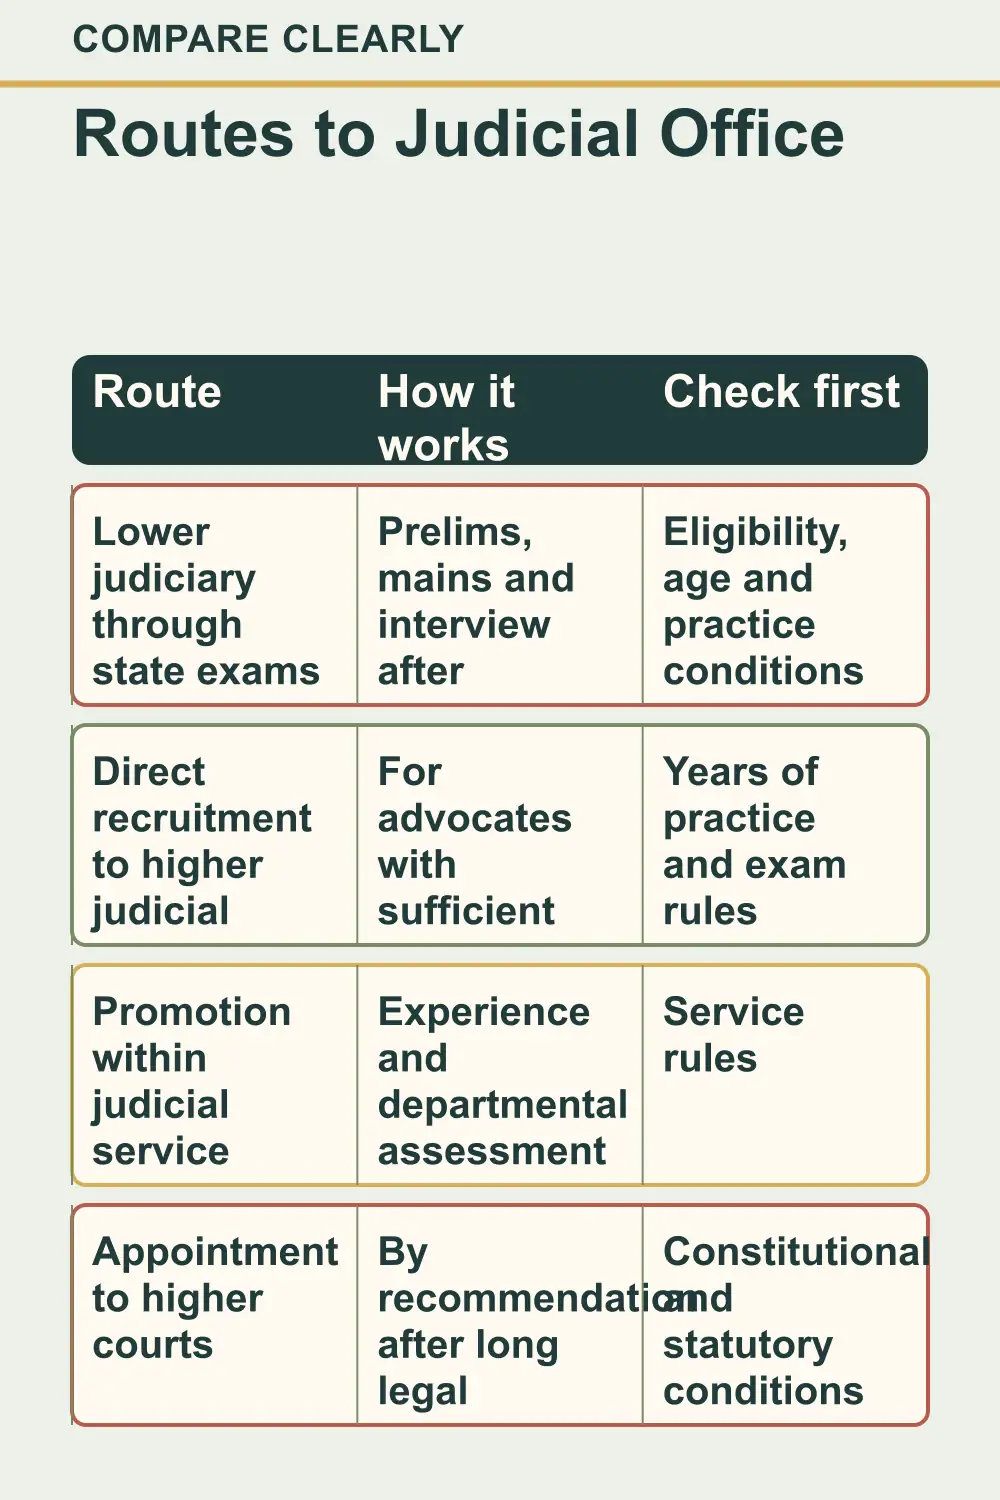 COMPARE CLEARLY
Routes to Judicial Office
Route
How it
works
Check first
Lower
judiciary
through
state exams
Prelims,
mains and
interview
after
Eligibility,
age and
practice
conditions
Direct
recruitment
to higher
judicial
For
advocates
with
sufficient
Years of
practice
and exam
rules
Promotion
within
judicial
service
Experience
and
departmental
assessment
Service
rules
Appointment
to higher
courts
By
recommendation
after long
legal
Constitutional
and
statutory
conditions